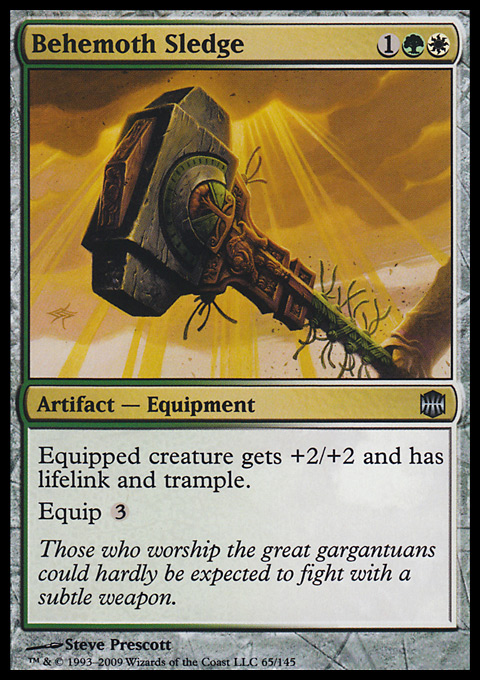 Behemoth Sledge 1
Artifact — Equipment
Equipped creature gets +2/+2 and has
lifelink and trample.
Equip 3
Those who worship the great gargantuans
could hardly be expected to fight with a
subtle weapon.
Steve Prescott
™ & © 1993–2009 Wizards of the Coast LLC 65/145